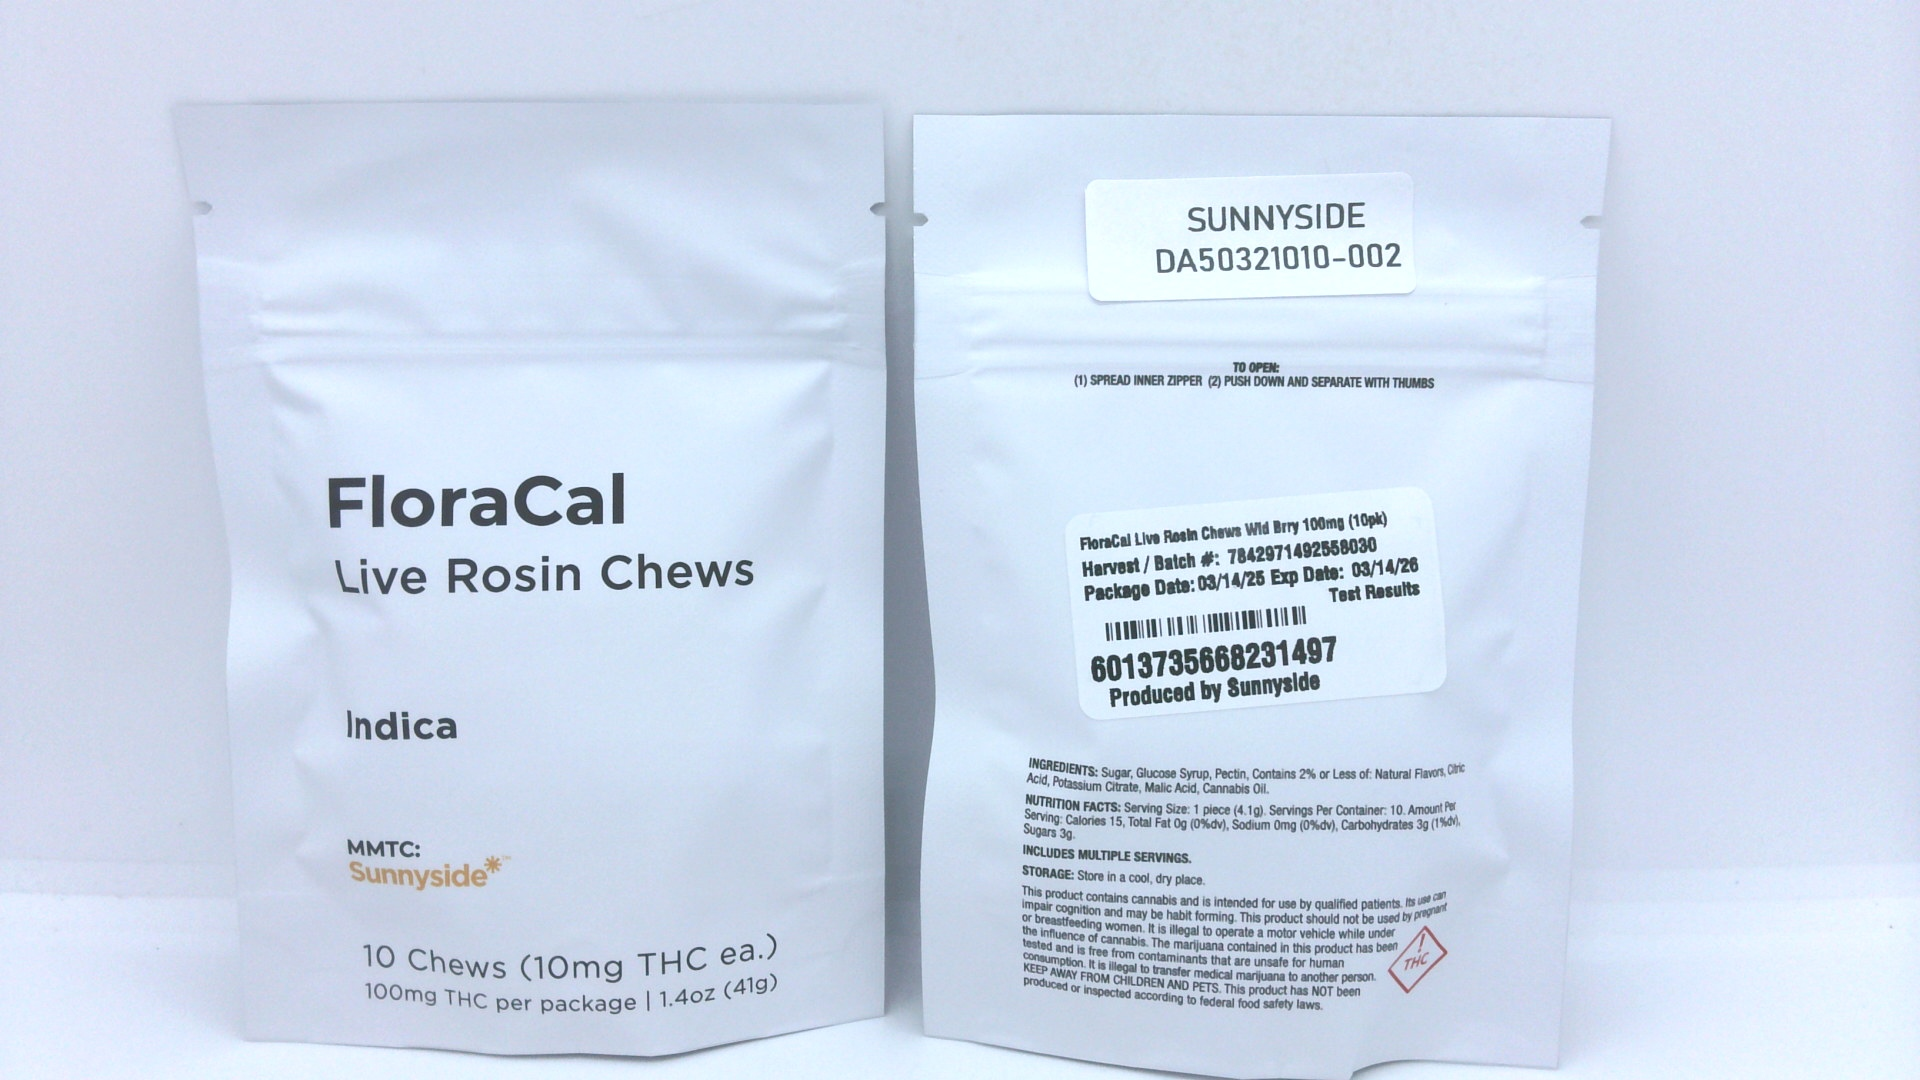 FloraCal
Live Rosin Chews
Indica
MMTC:
Sunnyside*™
10 Chews (10mg THC ea.)
100mg THC per package | 1.4oz (41g)
SUNNYSIDE
DA50321010-002
TO OPEN:
(1) SPREAD INNER ZIPPER (2) PUSH DOWN AND SEPARATE WITH THUMBS
FloraCal Live Rosin Chews Wld Brry 100mg (10pk)
Harvest / Batch #: 7842971492558030
Package Date: 03/14/25 Exp Date: 03/14/26
Test Results
6013735668231497
Produced by Sunnyside
INGREDIENTS: Sugar, Glucose Syrup, Pectin, Contains 2% or Less of: Natural Flavors, Citric
Acid, Potassium Citrate, Malic Acid, Cannabis Oil.
NUTRITION FACTS: Serving Size: 1 piece (4.1g). Servings Per Container: 10. Amount Per
Serving: Calories 15, Total Fat 0g (0%dv), Sodium 0mg (0%dv), Carbohydrates 3g (1%dv),
Sugars 3g.
INCLUDES MULTIPLE SERVINGS.
STORAGE: Store in a cool, dry place.
This product contains cannabis and is intended for use by qualified patients. Its use can
impair cognition and may be habit forming. This product should not be used by pregnant
or breastfeeding women. It is illegal to operate a motor vehicle while under
the influence of cannabis. The marijuana contained in this product has been
tested and is free from contaminants that are unsafe for human
consumption. It is illegal to transfer medical marijuana to another person.
KEEP AWAY FROM CHILDREN AND PETS. This product has NOT been
produced or inspected according to federal food safety laws.
!
THC